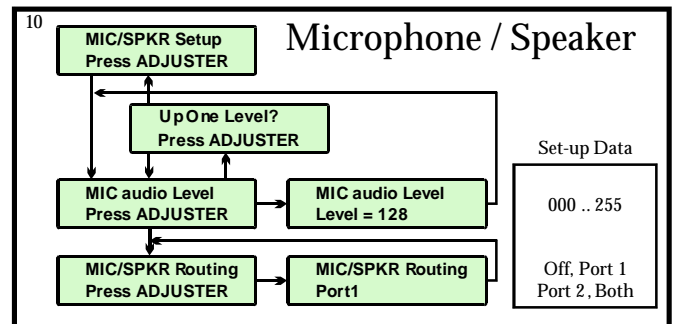 10
Microphone / Speaker
MIC/SPKR Setup
Press ADJUSTER
Up One Level?
Press ADJUSTER
Set-up Data
MIC audio Level
Press ADJUSTER
MIC audio Level
Level = 128
000 .. 255
MIC/SPKR Routing
Press ADJUSTER
MIC/SPKR Routing
Port1
Off, Port 1
Port 2 , Both